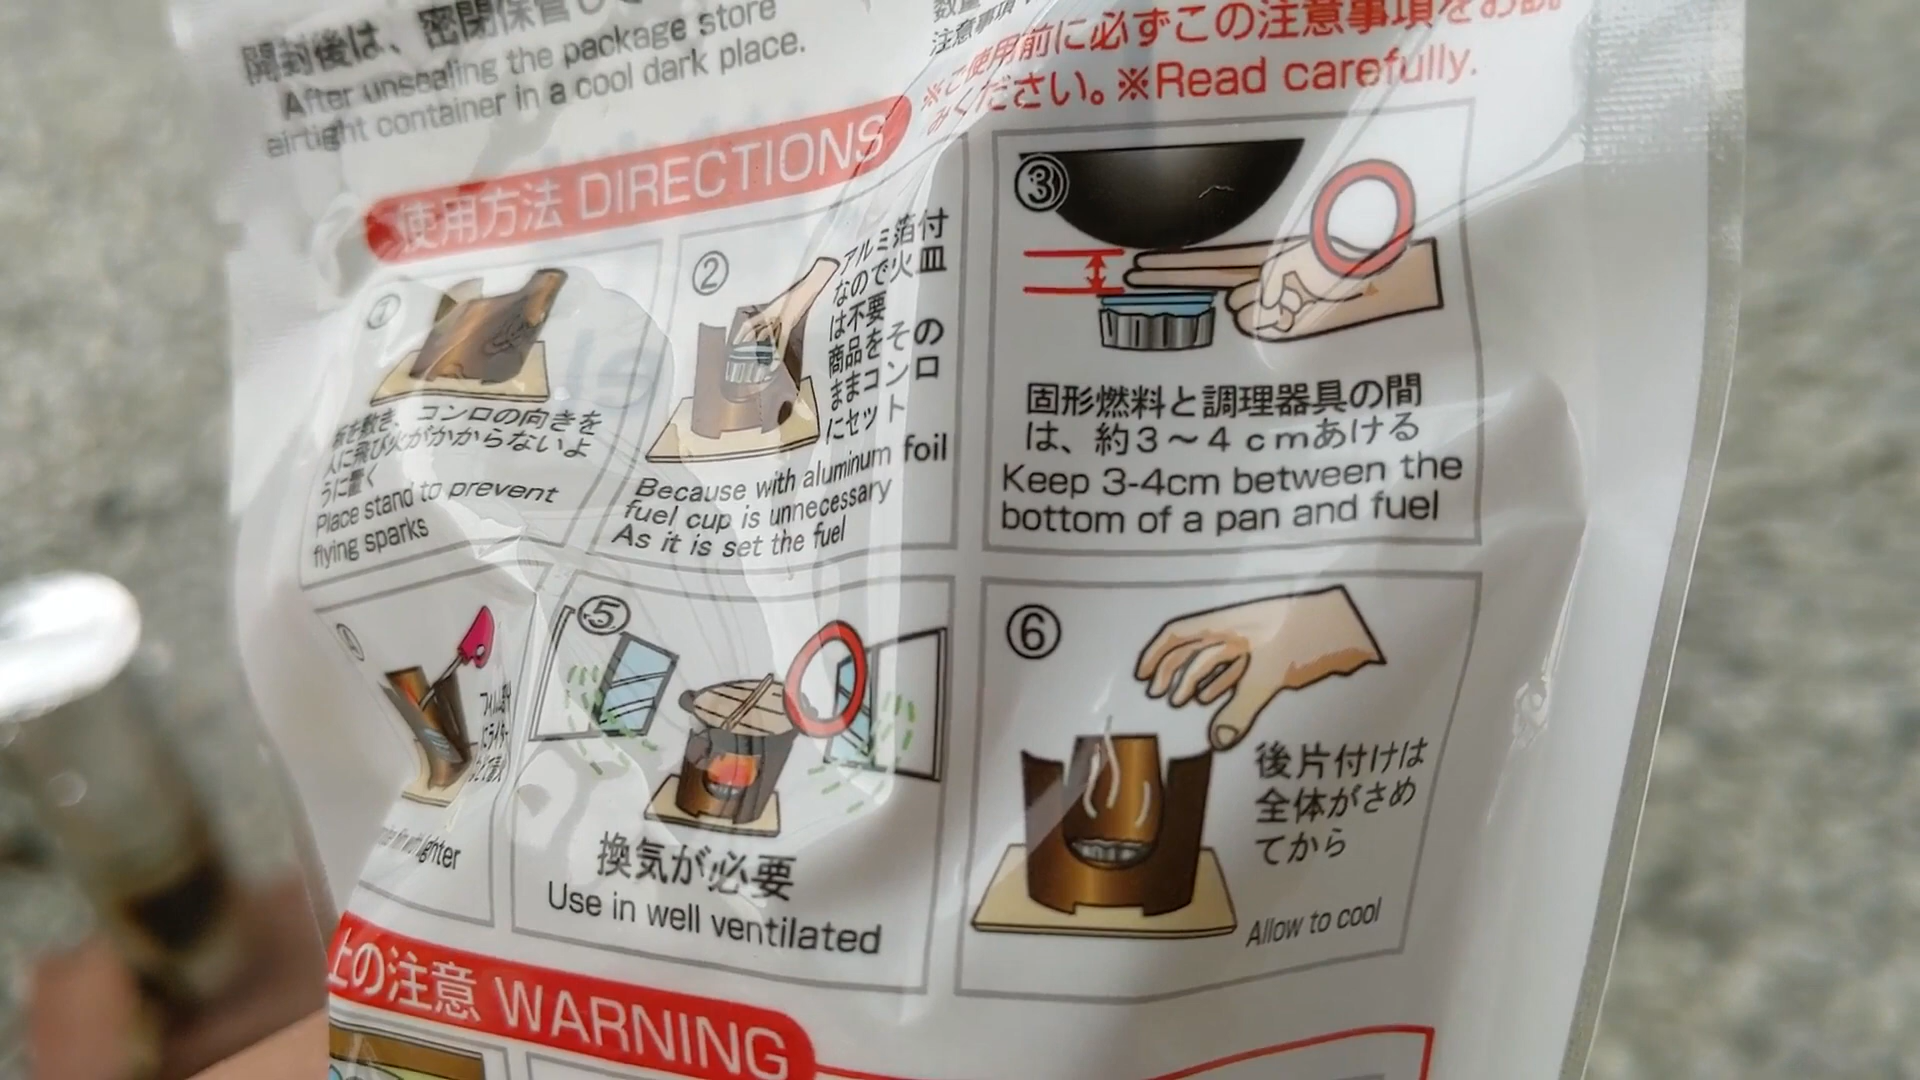 開封後は、密閉保管
After unsealing the package store
airtight container in a cool dark place.
数量
注意事項
※ご使用前に必ずこの注意事項をお読
みください。※Read carefully.
使用方法 DIRECTIONS
①
板を敷き、コンロの向きを
人に飛び火がかからないよ
うに置く
Place stand to prevent
flying sparks
②
アルミ箔付
なので火皿
は不要
商品をその
ままコンロ
にセット
Because with aluminum foil
fuel cup is unnecessary
As it is set the fuel
③
固形燃料と調理器具の間
は、約3～4cmあける
Keep 3-4cm between the
bottom of a pan and fuel
④
にライター
lighter
⑤
換気が必要
Use in well ventilated
⑥
後片付けは
全体がさめ
てから
Allow to cool
上の注意 WARNING